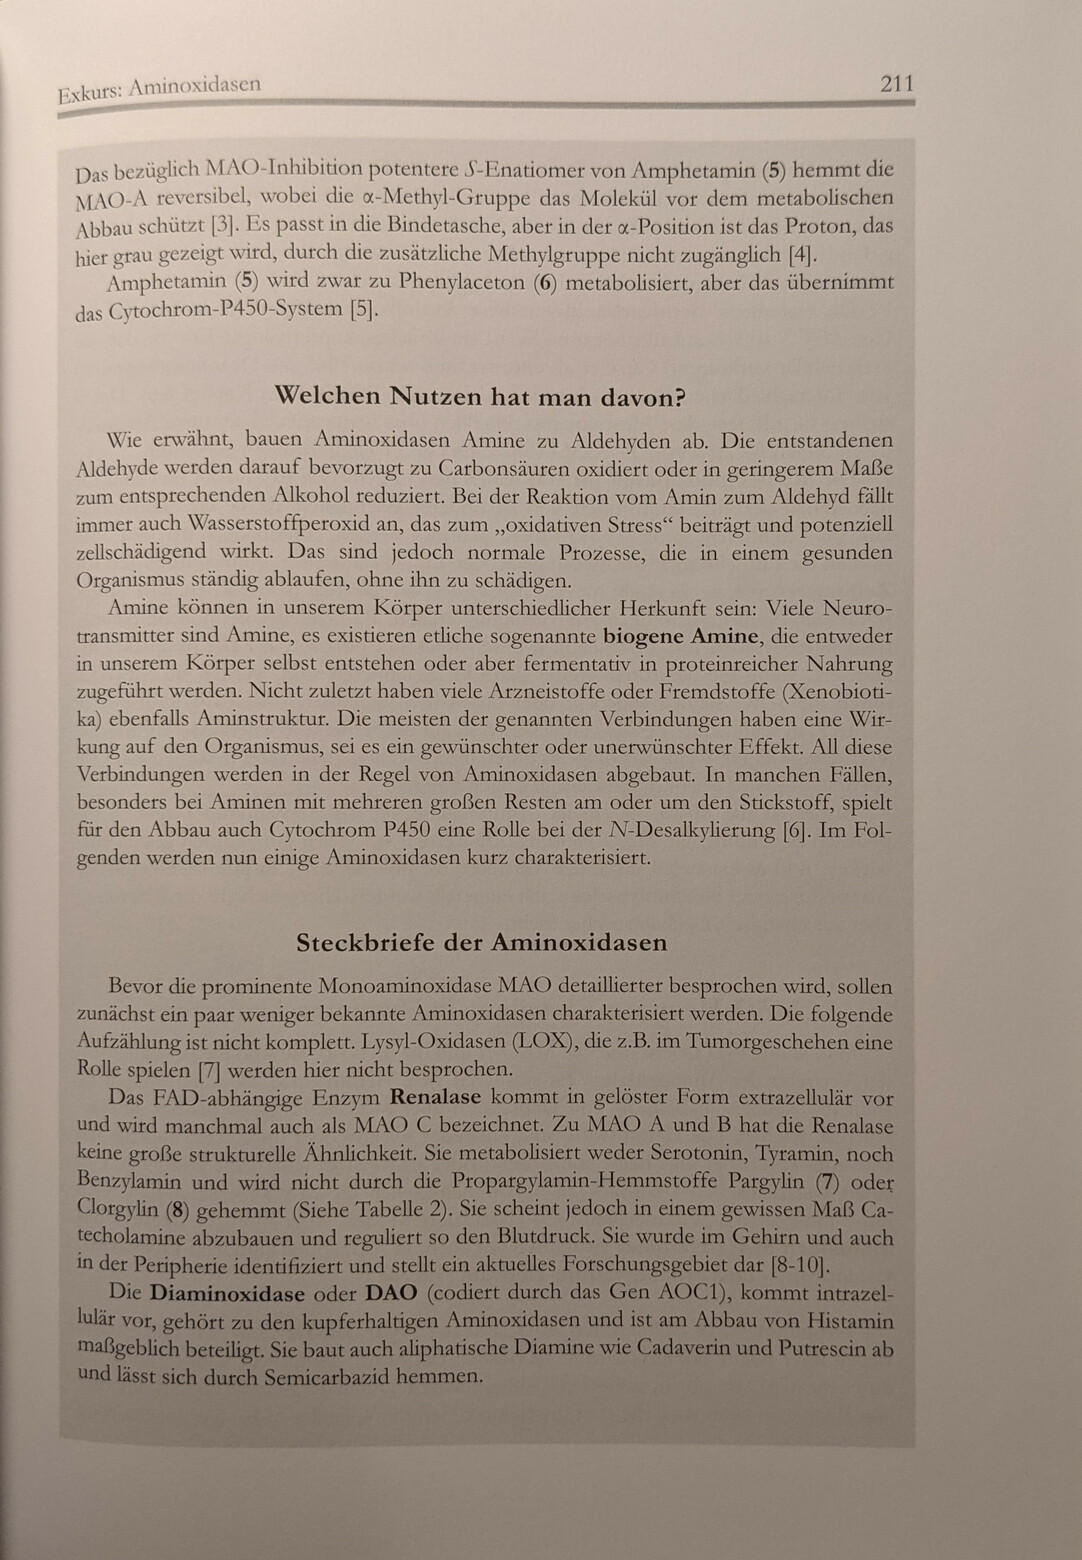 Exkurs: Aminoxidasen
211
Das bezüglich MAO-Inhibition potentere S-Enatiomer von Amphetamin (5) hemmt die
MAO-A reversibel, wobei die α-Methyl-Gruppe das Molekül vor dem metabolischen
Abbau schützt [3]. Es passt in die Bindetasche, aber in der α-Position ist das Proton, das
hier grau gezeigt wird, durch die zusätzliche Methylgruppe nicht zugänglich [4].
Amphetamin (5) wird zwar zu Phenylaceton (6) metabolisiert, aber das übernimmt
das Cytochrom-P450-System [5].
Welchen Nutzen hat man davon?
Wie erwähnt, bauen Aminoxidasen Amine zu Aldehyden ab. Die entstandenen
Aldehyde werden darauf bevorzugt zu Carbonsäuren oxidiert oder in geringerem Maße
zum entsprechenden Alkohol reduziert. Bei der Reaktion vom Amin zum Aldehyd fällt
immer auch Wasserstoffperoxid an, das zum „oxidativen Stress“ beiträgt und potenziell
zellschädigend wirkt. Das sind jedoch normale Prozesse, die in einem gesunden
Organismus ständig ablaufen, ohne ihn zu schädigen.
Amine können in unserem Körper unterschiedlicher Herkunft sein: Viele Neuro-
transmitter sind Amine, es existieren etliche sogenannte biogene Amine, die entweder
in unserem Körper selbst entstehen oder aber fermentativ in proteinreicher Nahrung
zugeführt werden. Nicht zuletzt haben viele Arzneistoffe oder Fremdstoffe (Xenobioti-
ka) ebenfalls Aminstruktur. Die meisten der genannten Verbindungen haben eine Wir-
kung auf den Organismus, sei es ein gewünschter oder unerwünschter Effekt. All diese
Verbindungen werden in der Regel von Aminoxidasen abgebaut. In manchen Fällen,
besonders bei Aminen mit mehreren großen Resten am oder um den Stickstoff, spielt
für den Abbau auch Cytochrom P450 eine Rolle bei der N-Desalkylierung [6]. Im Fol-
genden werden nun einige Aminoxidasen kurz charakterisiert.
Steckbriefe der Aminoxidasen
Bevor die prominente Monoaminoxidase MAO detaillierter besprochen wird, sollen
zunächst ein paar weniger bekannte Aminoxidasen charakterisiert werden. Die folgende
Aufzählung ist nicht komplett. Lysyl-Oxidasen (LOX), die z.B. im Tumorgeschehen eine
Rolle spielen [7] werden hier nicht besprochen.
Das FAD-abhängige Enzym Renalase kommt in gelöster Form extrazellulär vor
und wird manchmal auch als MAO C bezeichnet. Zu MAO A und B hat die Renalase
keine große strukturelle Ähnlichkeit. Sie metabolisiert weder Serotonin, Tyramin, noch
Benzylamin und wird nicht durch die Propargylamin-Hemmstoffe Pargylin (7) oder
Clorgylin (8) gehemmt (Siehe Tabelle 2). Sie scheint jedoch in einem gewissen Maß Ca-
techolamine abzubauen und reguliert so den Blutdruck. Sie wurde im Gehirn und auch
in der Peripherie identifiziert und stellt ein aktuelles Forschungsgebiet dar [8-10].
Die Diaminoxidase oder DAO (codiert durch das Gen AOC1), kommt intrazel-
lulär vor, gehört zu den kupferhaltigen Aminoxidasen und ist am Abbau von Histamin
maßgeblich beteiligt. Sie baut auch aliphatische Diamine wie Cadaverin und Putrescin ab
und lässt sich durch Semicarbazid hemmen.